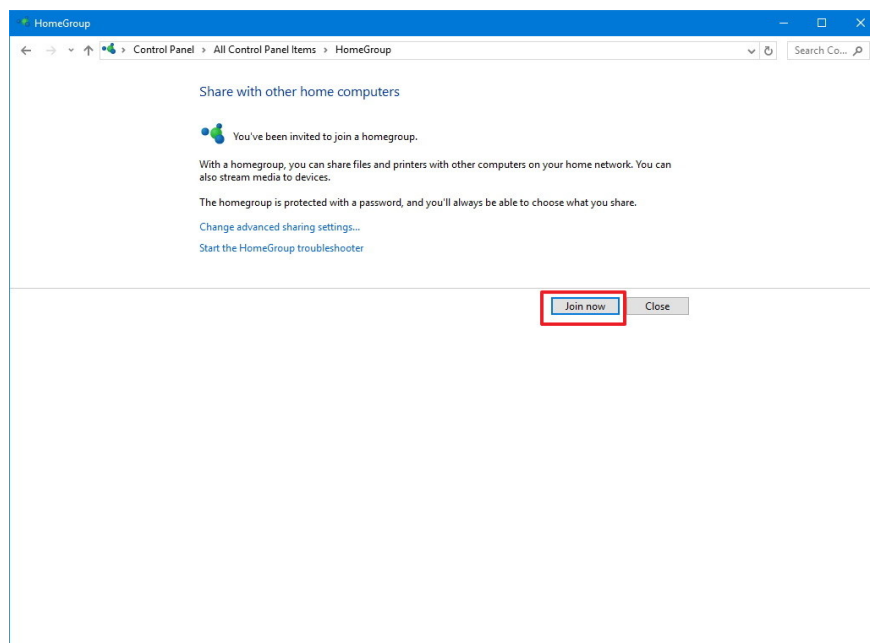 HomeGroup
Control Panel › All Control Panel Items › HomeGroup
Search Co...
Share with other home computers
You've been invited to join a homegroup.
With a homegroup, you can share files and printers with other computers on your home network. You can
also stream media to devices.
The homegroup is protected with a password, and you'll always be able to choose what you share.
Change advanced sharing settings...
Start the HomeGroup troubleshooter
Join now
Close